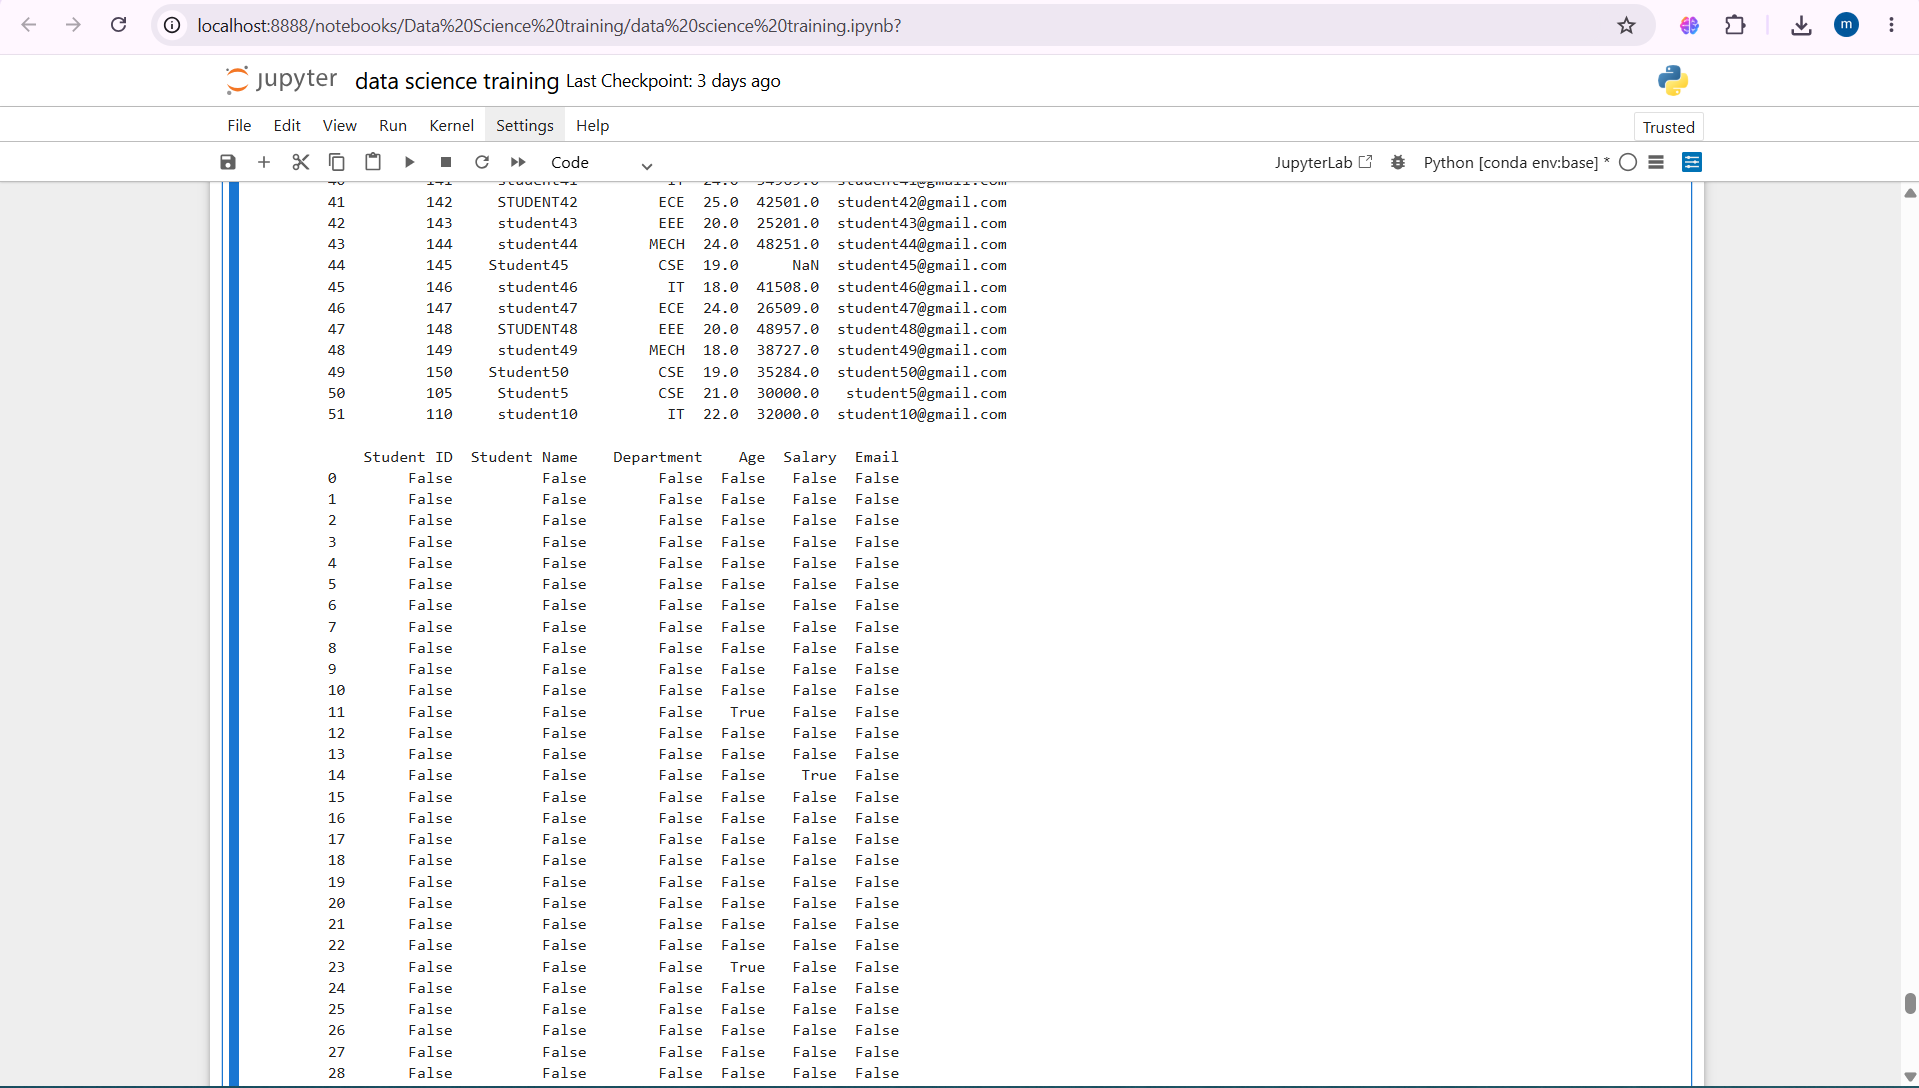 localhost:8888/notebooks/Data%20Science%20training/data%20science%20training.ipynb?
m
jupyter data science training Last Checkpoint: 3 days ago
File Edit View Run Kernel Settings Help Trusted
Code JupyterLab Python [conda env:base] *
41 142 STUDENT42 ECE 25.0 42501.0 student42@gmail.com
42 143 student43 EEE 20.0 25201.0 student43@gmail.com
43 144 student44 MECH 24.0 48251.0 student44@gmail.com
44 145 Student45 CSE 19.0 NaN student45@gmail.com
45 146 student46 IT 18.0 41508.0 student46@gmail.com
46 147 student47 ECE 24.0 26509.0 student47@gmail.com
47 148 STUDENT48 EEE 20.0 48957.0 student48@gmail.com
48 149 student49 MECH 18.0 38727.0 student49@gmail.com
49 150 Student50 CSE 19.0 35284.0 student50@gmail.com
50 105 Student5 CSE 21.0 30000.0 student5@gmail.com
51 110 student10 IT 22.0 32000.0 student10@gmail.com
Student ID Student Name Department Age Salary Email
0 False False False False False False
1 False False False False False False
2 False False False False False False
3 False False False False False False
4 False False False False False False
5 False False False False False False
6 False False False False False False
7 False False False False False False
8 False False False False False False
9 False False False False False False
10 False False False False False False
11 False False False True False False
12 False False False False False False
13 False False False False False False
14 False False False False True False
15 False False False False False False
16 False False False False False False
17 False False False False False False
18 False False False False False False
19 False False False False False False
20 False False False False False False
21 False False False False False False
22 False False False False False False
23 False False False True False False
24 False False False False False False
25 False False False False False False
26 False False False False False False
27 False False False False False False
28 False False False False False False